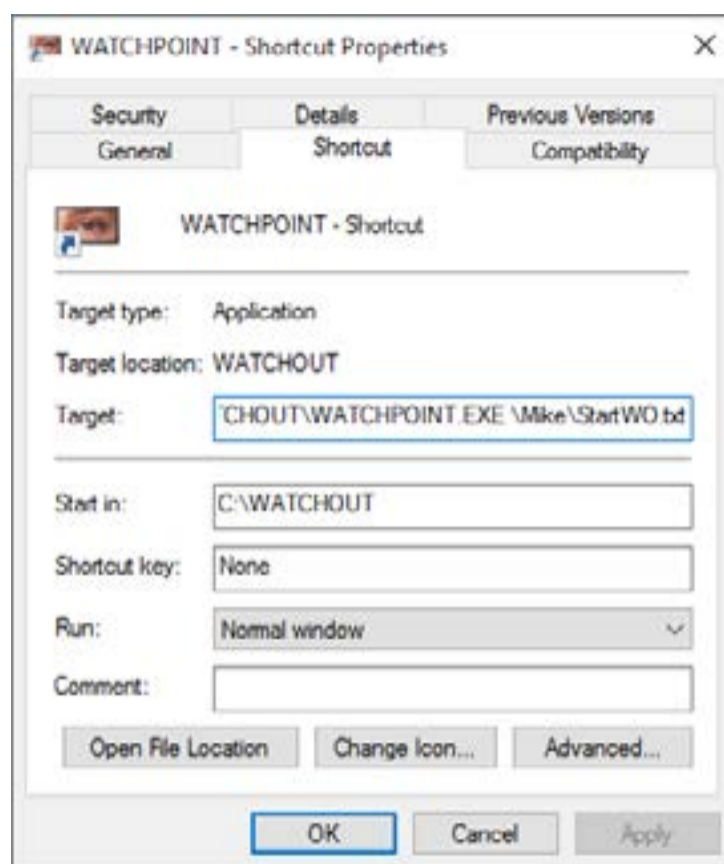 WATCHPOINT - Shortcut Properties
Security Details Previous Versions
General Shortcut Compatibility
WATCHPOINT - Shortcut
Target type: Application
Target location: WATCHOUT
Target: CHOUT\WATCHPOINT.EXE \Mike\StartWO.txt
Start in: C:\WATCHOUT
Shortcut key: None
Run: Normal window
Comment:
Open File Location Change Icon... Advanced...
OK Cancel Apply